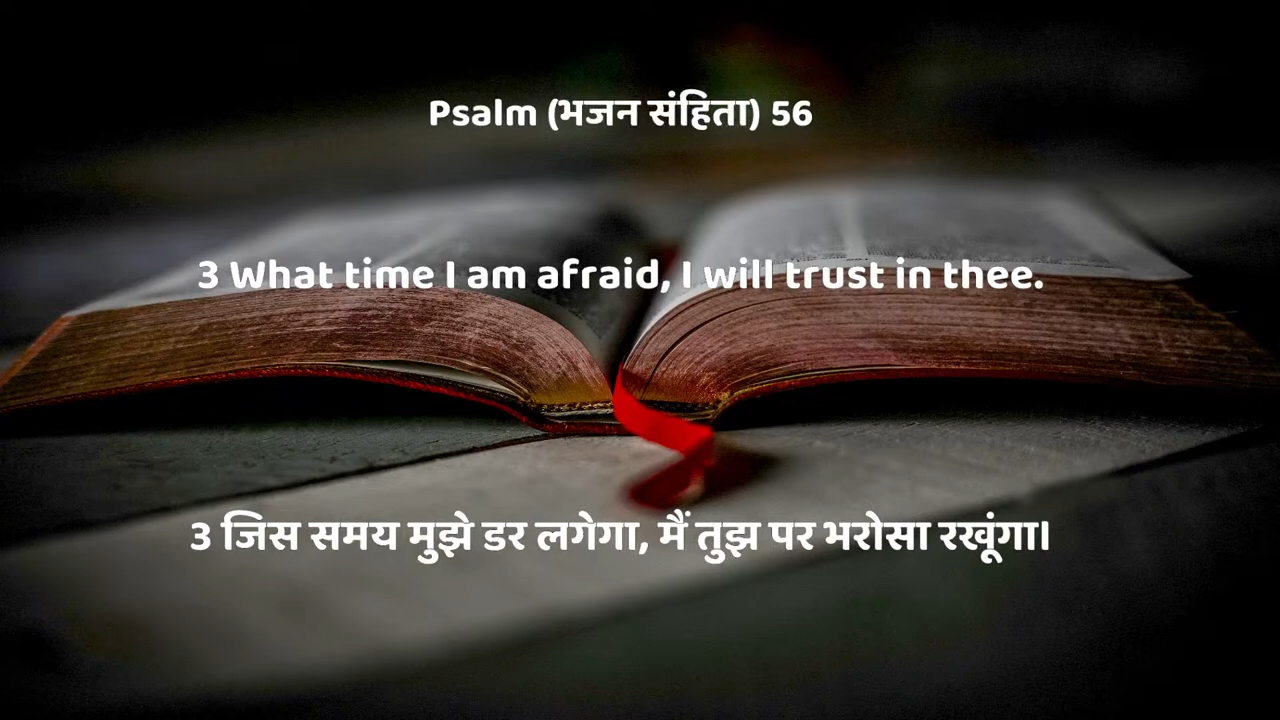 Psalm (भजन संहिता) 56
3 What time I am afraid, I will trust in thee.
3 जिस समय मुझे डर लगेगा, मैं तुझ पर भरोसा रखूंगा।